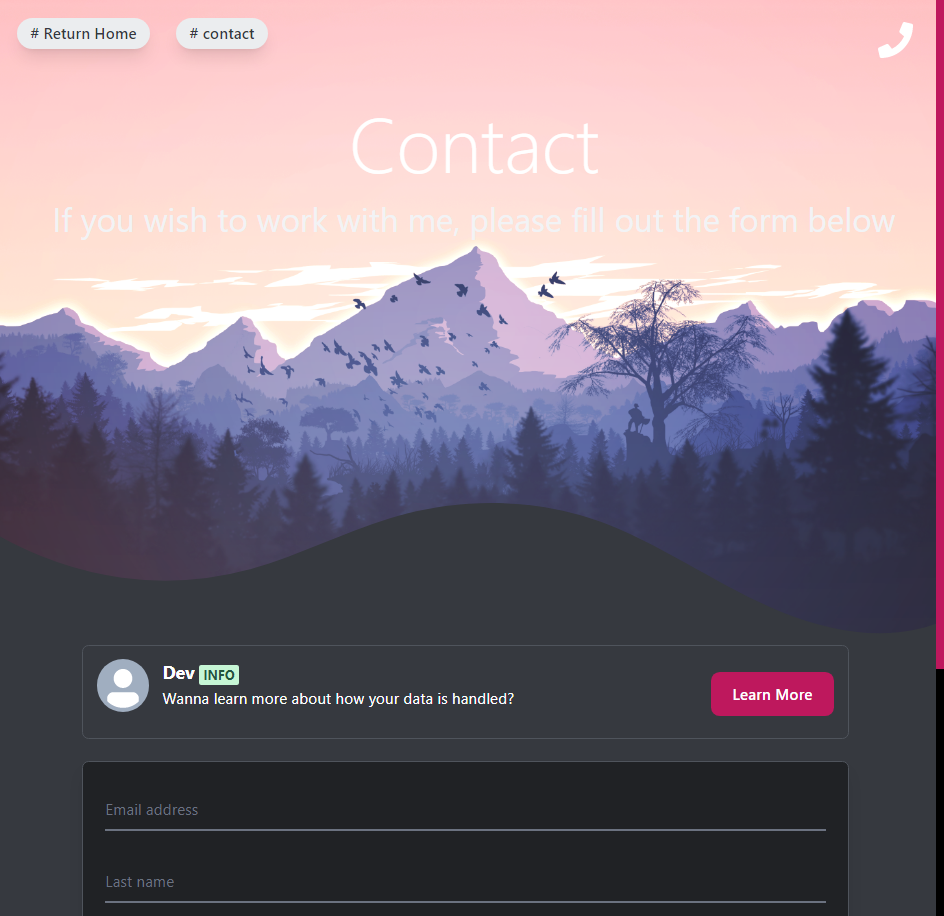 # Return Home
# contact
Contact
If you wish to work with me, please fill out the form below
Dev INFO
Wanna learn more about how your data is handled?
Learn More
Email address
Last name